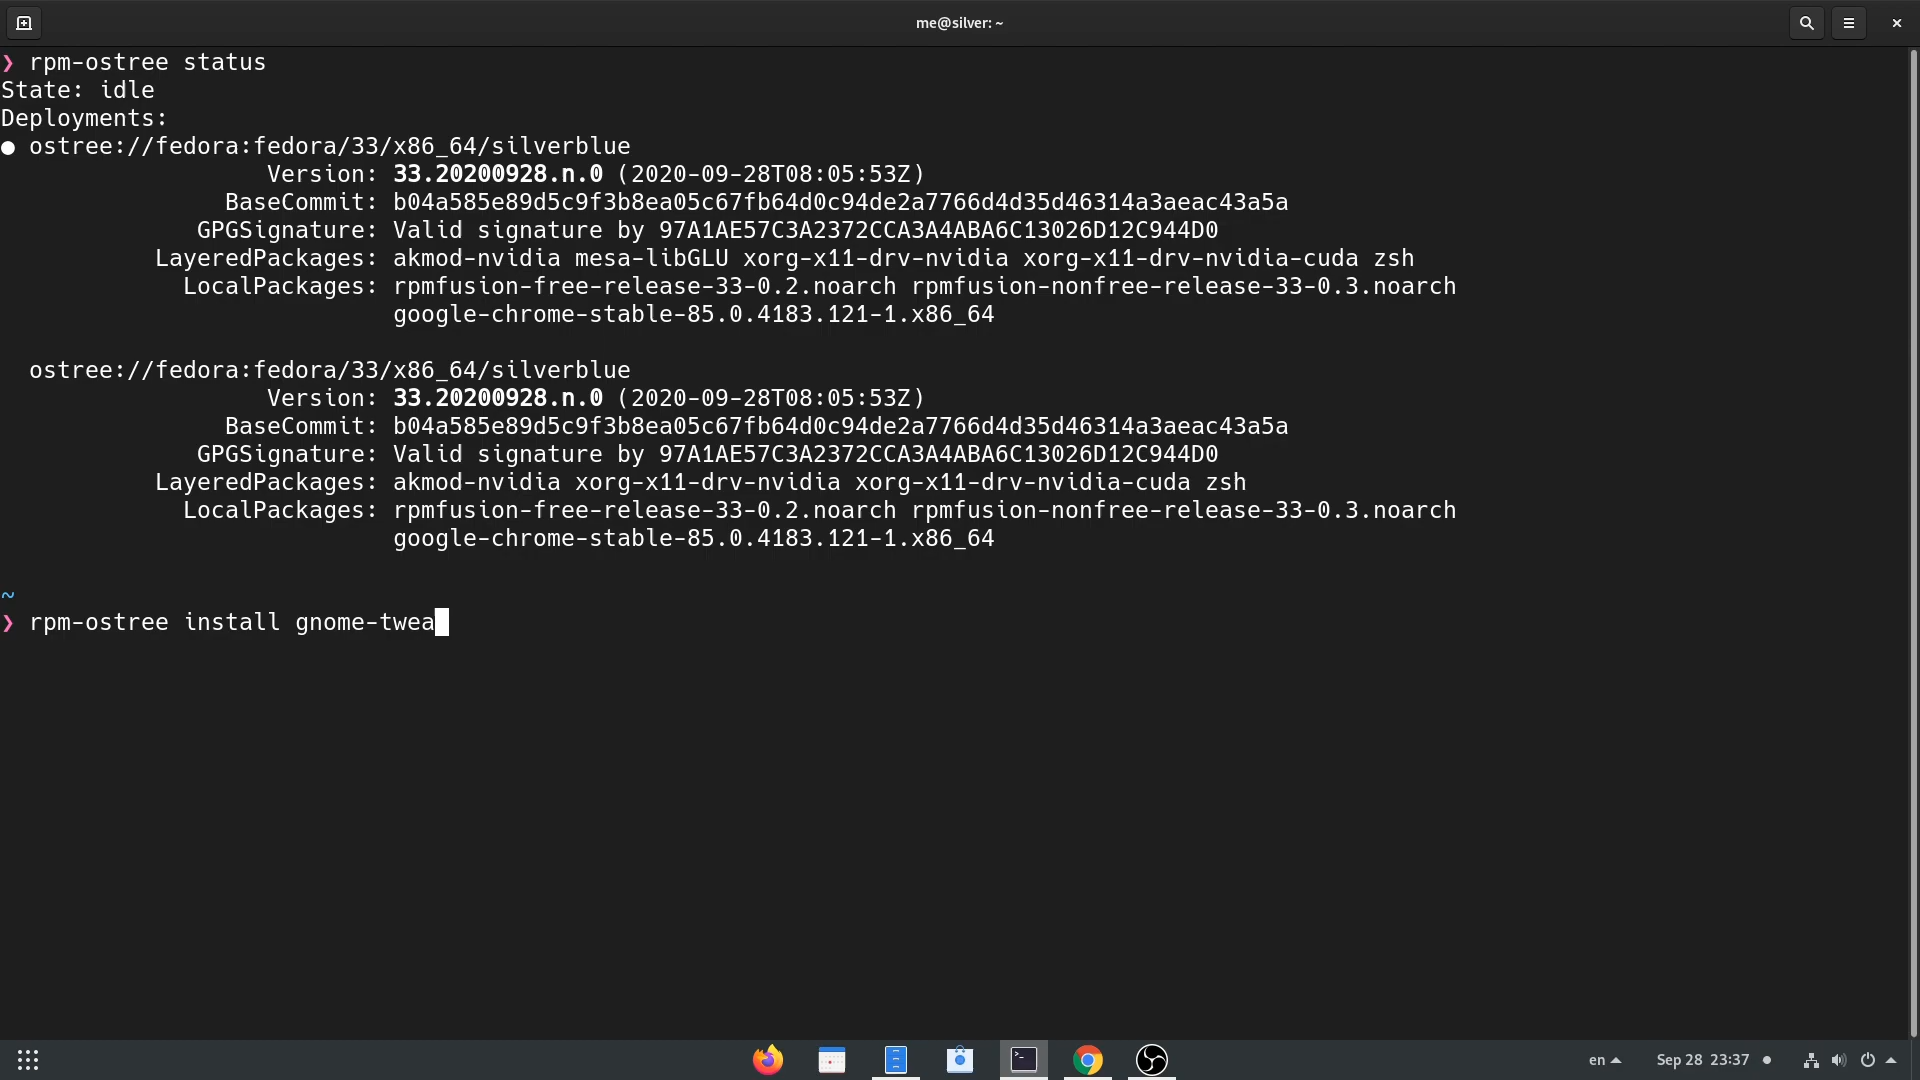 me@silver: ~
❯ rpm-ostree status
State: idle
Deployments:
● ostree://fedora:fedora/33/x86_64/silverblue
Version: 33.20200928.n.0 (2020-09-28T08:05:53Z)
BaseCommit: b04a585e89d5c9f3b8ea05c67fb64d0c94de2a7766d4d35d46314a3aeac43a5a
GPGSignature: Valid signature by 97A1AE57C3A2372CCA3A4ABA6C13026D12C944D0
LayeredPackages: akmod-nvidia mesa-libGLU xorg-x11-drv-nvidia xorg-x11-drv-nvidia-cuda zsh
LocalPackages: rpmfusion-free-release-33-0.2.noarch rpmfusion-nonfree-release-33-0.3.noarch
google-chrome-stable-85.0.4183.121-1.x86_64
ostree://fedora:fedora/33/x86_64/silverblue
Version: 33.20200928.n.0 (2020-09-28T08:05:53Z)
BaseCommit: b04a585e89d5c9f3b8ea05c67fb64d0c94de2a7766d4d35d46314a3aeac43a5a
GPGSignature: Valid signature by 97A1AE57C3A2372CCA3A4ABA6C13026D12C944D0
LayeredPackages: akmod-nvidia xorg-x11-drv-nvidia xorg-x11-drv-nvidia-cuda zsh
LocalPackages: rpmfusion-free-release-33-0.2.noarch rpmfusion-nonfree-release-33-0.3.noarch
google-chrome-stable-85.0.4183.121-1.x86_64
~
❯ rpm-ostree install gnome-twea
en Sep 28 23:37